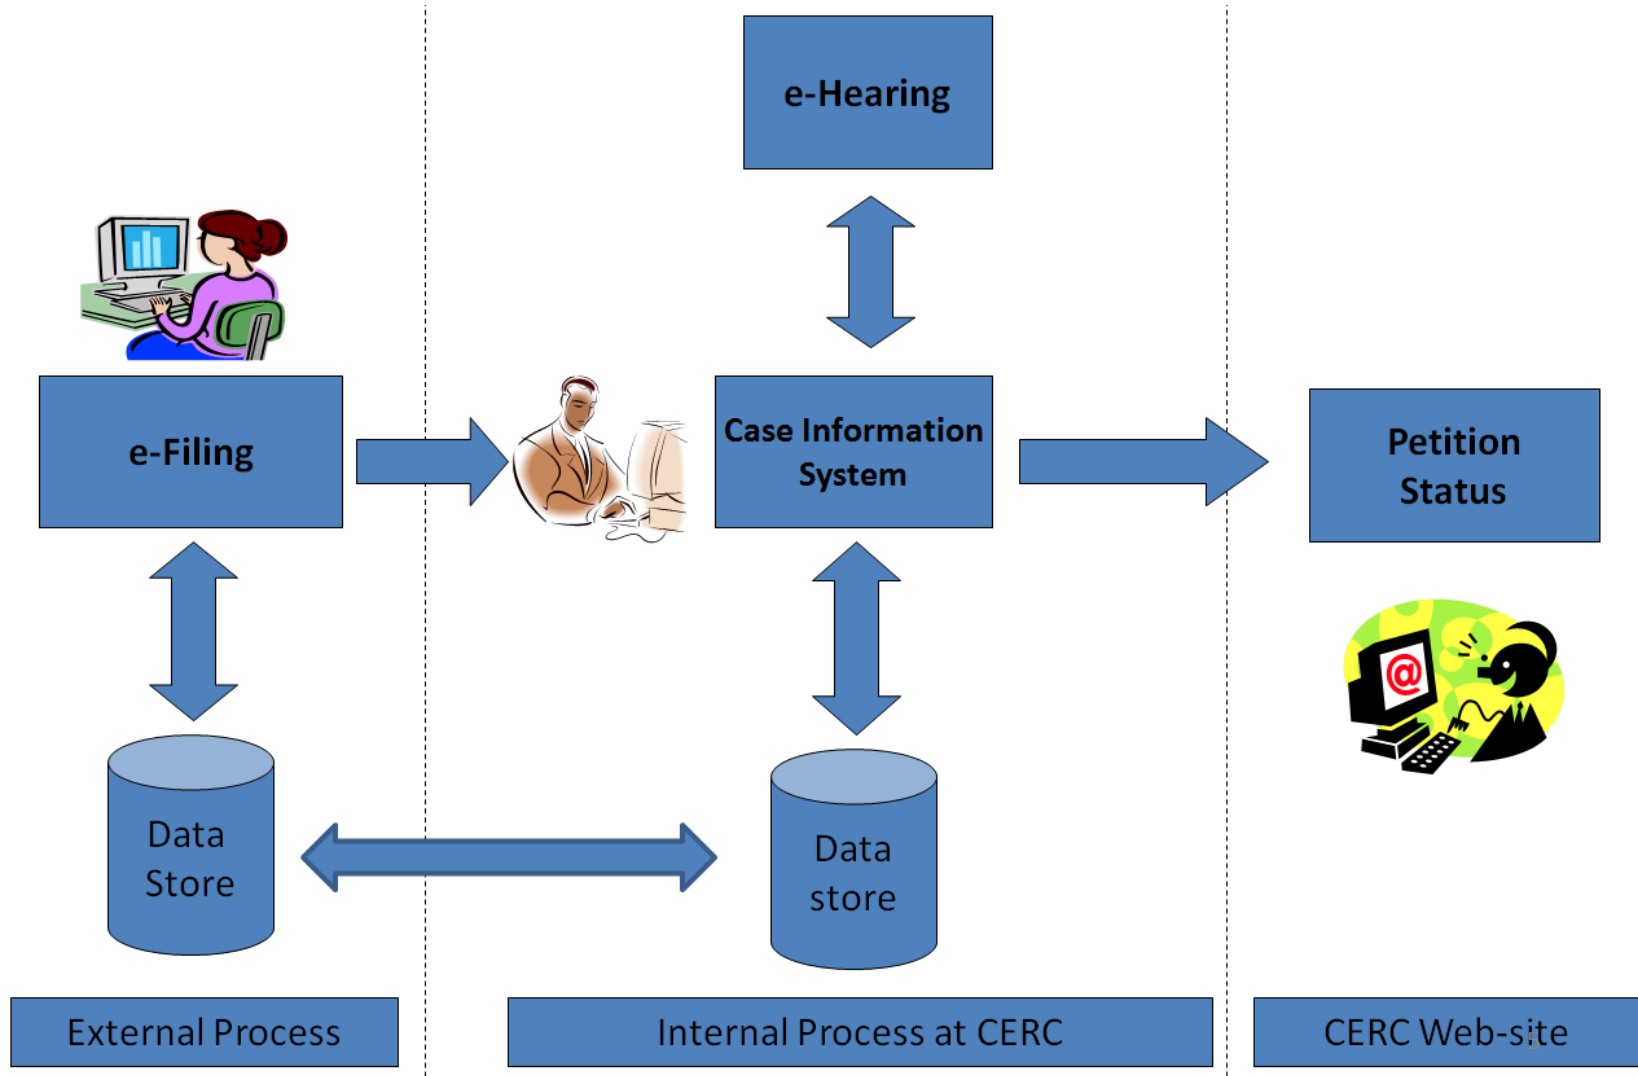 e-Hearing
e-Filing
Case Information
System
Petition
Status
@
Data
Store
Data
store
External Process
Internal Process at CERC
CERC Web-site